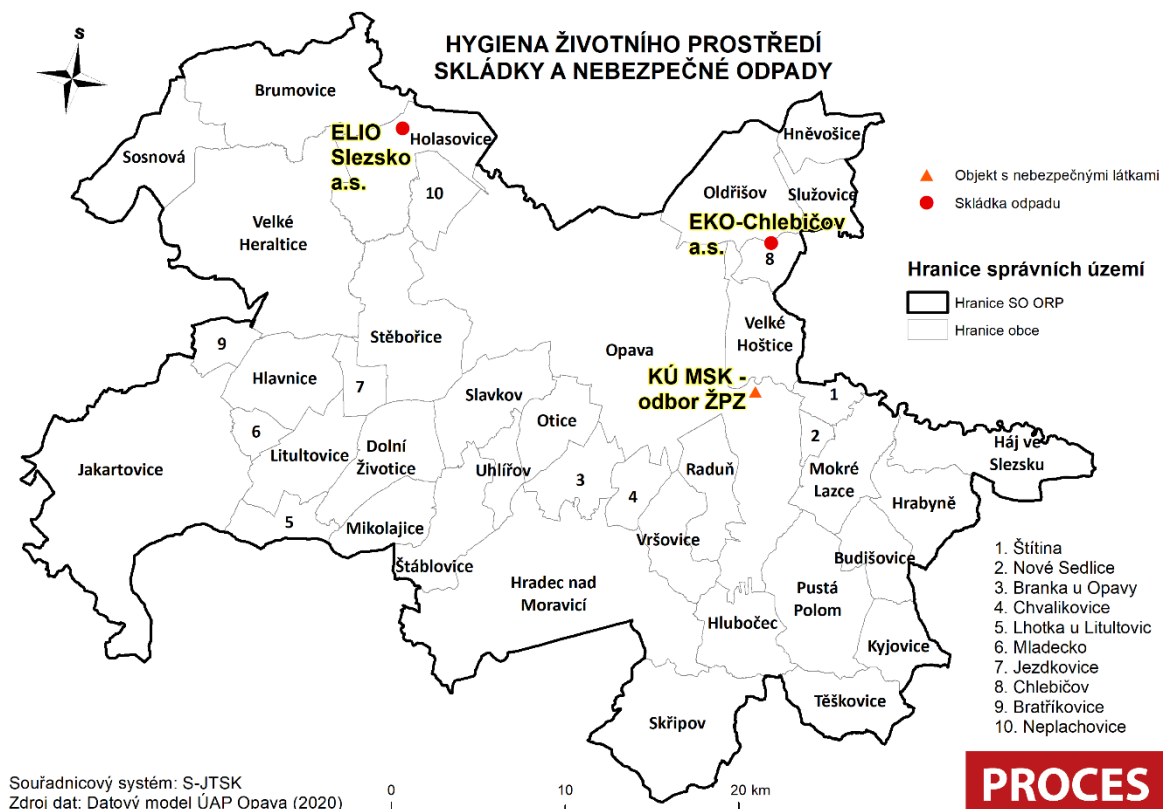 S
HYGIENA ŽIVOTNÍHO PROSTŘEDÍ
SKLÁDKY A NEBEZPEČNÉ ODPADY
Brumovice
Hněvošice
ELIO
Slezsko
a.s.
Holasovice
Sosnová
Služovice
Oldřišov
10
Objekt s nebezpečnými látkami
Skládka odpadu
Velké
Heraltice
EKO-Chlebičov
a.s.
8
Hranice správních území
Hranice SO ORP
Hranice obce
Stěbořice
Velké
Hoštice
9
Opava
Hlavnice
7
Slavkov
KÚ MSK -
odbor ŽPZ
1
Otice
6
2
Jakartovice
Litultovice
Dolní
Životice
Uhlířov
3
4
Raduň
Mokré
Lazce
Háj ve
Slezsku
Hrabyně
5
Mikolajice
Vršovice
Štáblovice
Budišovice
Hradec nad
Moravicí
Pustá
Polom
Hlubočec
Kyjovice
Těškovice
Skřipov
1. Štítina
2. Nové Sedlice
3. Branka u Opavy
4. Chvalikovice
5. Lhotka u Litultovic
6. Mladecko
7. Jezdkovice
8. Chlebičov
9. Bratříkovice
10. Neplachovice
PROCES
Souřadnicový systém: S-JTSK
Zdroj dat: Datový model ÚAP Opava (2020)
0 10 20 km